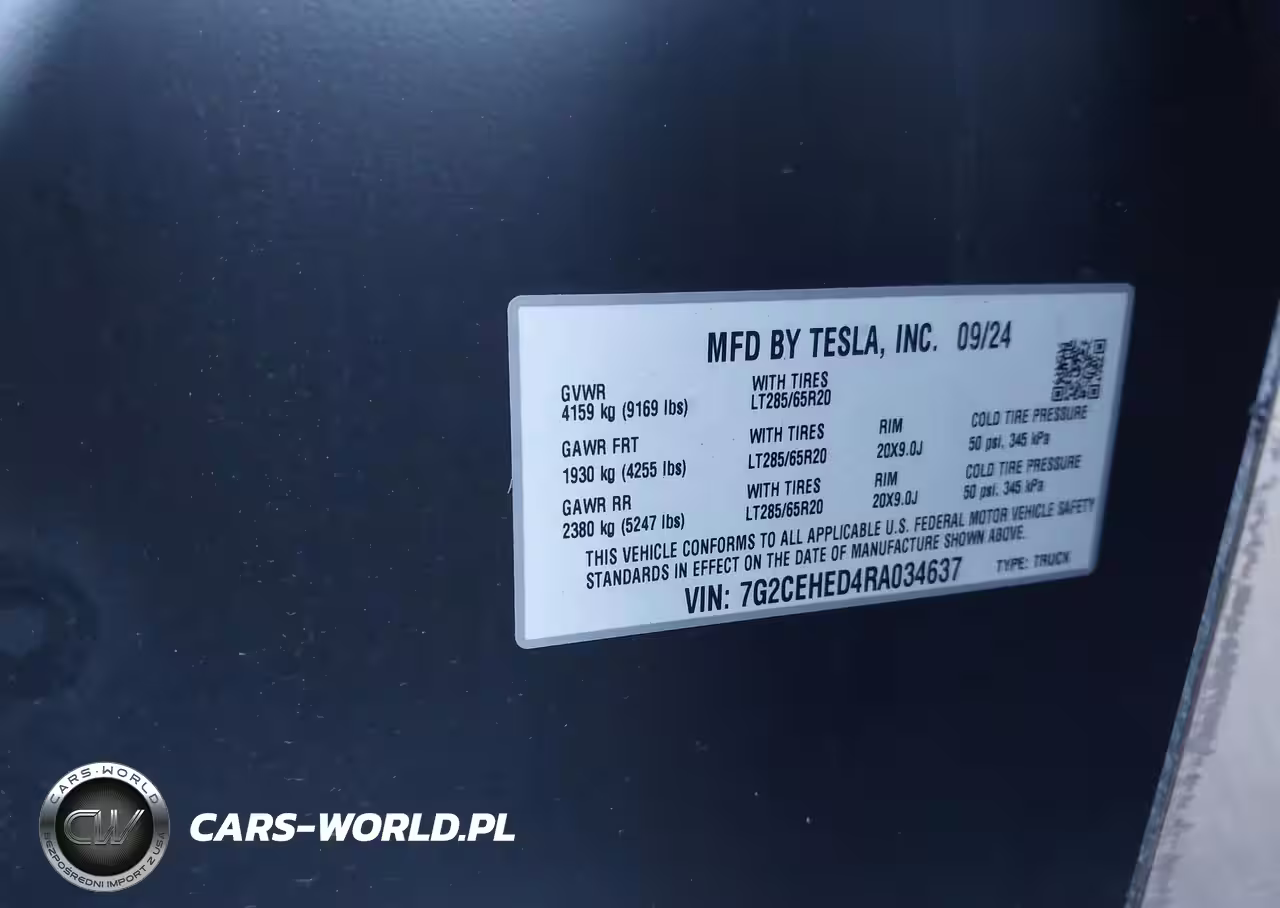 MFD BY TESLA, INC. 09/24
GVWR
4159 kg (9169 lbs)
WITH TIRES
LT285/65R20
GAWR FRT
1930 kg (4255 lbs)
WITH TIRES
LT285/65R20
RIM
20X9.0J
COLD TIRE PRESSURE
50 psi, 345 kPa
GAWR RR
2380 kg (5247 lbs)
WITH TIRES
LT285/65R20
RIM
20X9.0J
COLD TIRE PRESSURE
50 psi, 345 kPa
THIS VEHICLE CONFORMS TO ALL APPLICABLE U.S. FEDERAL MOTOR VEHICLE SAFETY
STANDARDS IN EFFECT ON THE DATE OF MANUFACTURE SHOWN ABOVE.
VIN: 7G2CEHED4RA034637 TYPE: TRUCK
CARS·WORLD
CW
BEZPOŚREDNI IMPORT Z USA
CARS-WORLD.PL